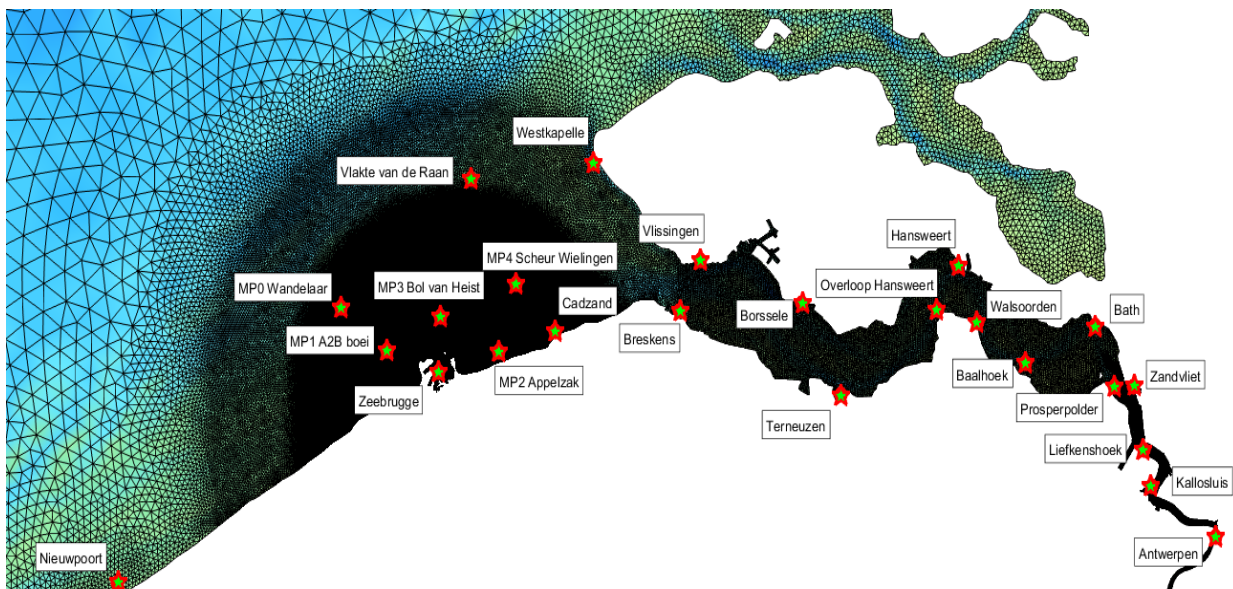 Westkapelle
Vlakte van de Raan
Vlissingen
Hansweert
MP4 Scheur Wielingen
MP0 Wandelaar
MP3 Bol van Heist
Overloop Hansweert
Cadzand
Walsoorden
Borssele
Breskens
Bath
MP1 A2B boei
Baalhoek
MP2 Appelzak
Zandvliet
Zeebrugge
Prosperpolder
Terneuzen
Liefkenshoek
Kallosluis
Antwerpen
Nieuwpoort